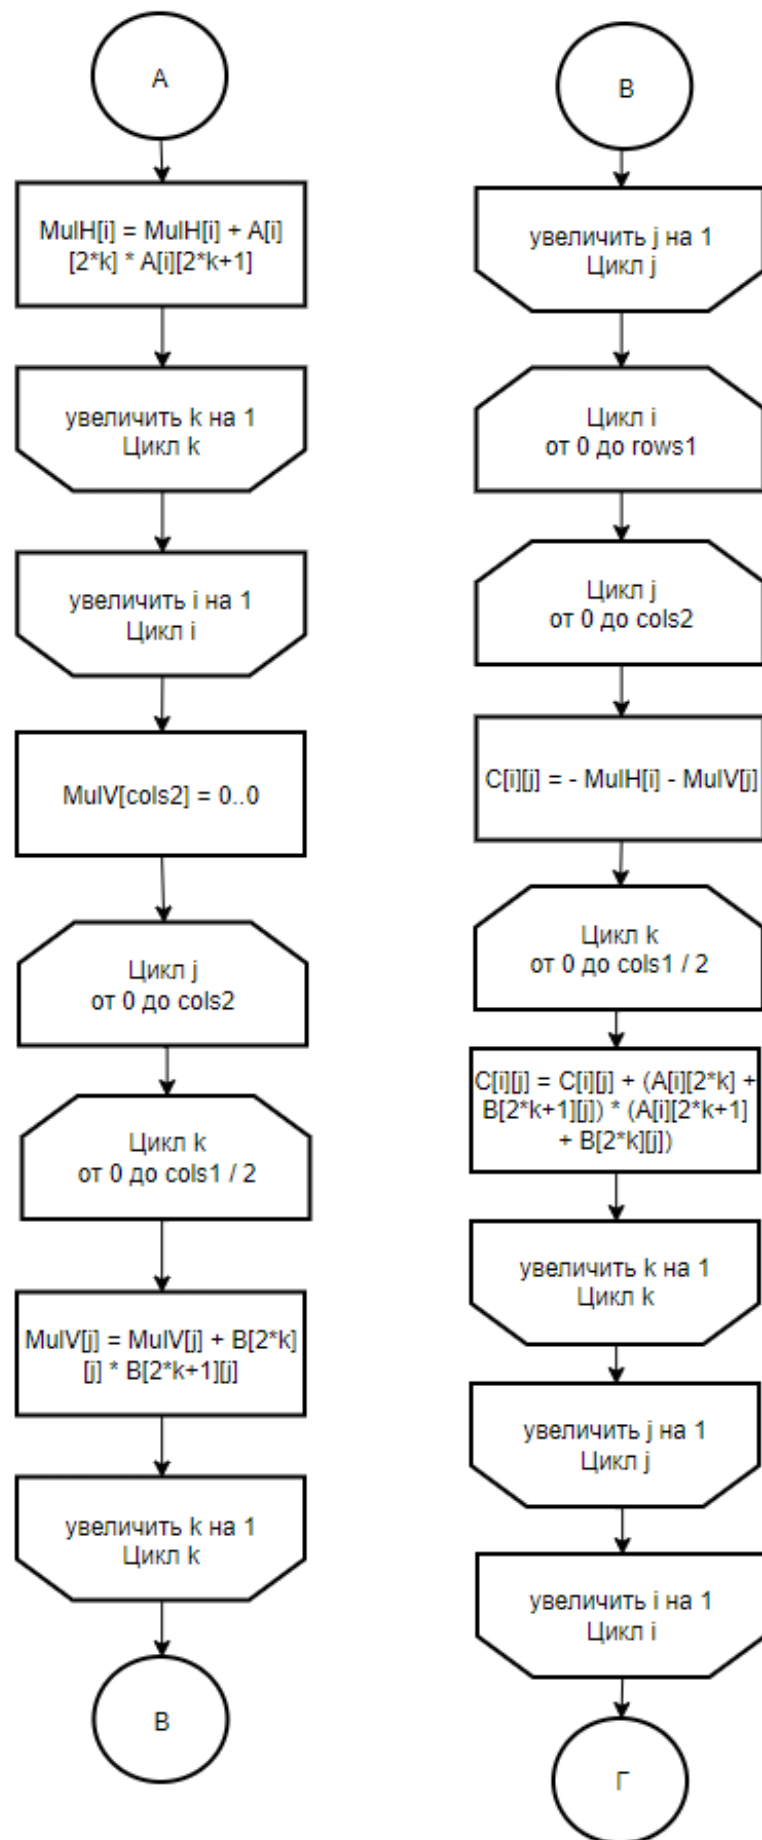 А
MulH[i] = MulH[i] + A[i]
[2*k] * A[i][2*k+1]
увеличить k на 1
Цикл k
увеличить i на 1
Цикл i
MulV[cols2] = 0..0
Цикл j
от 0 до cols2
Цикл k
от 0 до cols1 / 2
MulV[j] = MulV[j] + B[2*k]
[j] * B[2*k+1][j]
увеличить k на 1
Цикл k
В
В
увеличить j на 1
Цикл j
Цикл i
от 0 до rows1
Цикл j
от 0 до cols2
C[i][j] = - MulH[i] - MulV[j]
Цикл k
от 0 до cols1 / 2
C[i][j] = C[i][j] + (A[i][2*k] +
B[2*k+1][j]) * (A[i][2*k+1]
+ B[2*k][j])
увеличить k на 1
Цикл k
увеличить j на 1
Цикл j
увеличить i на 1
Цикл i
Г